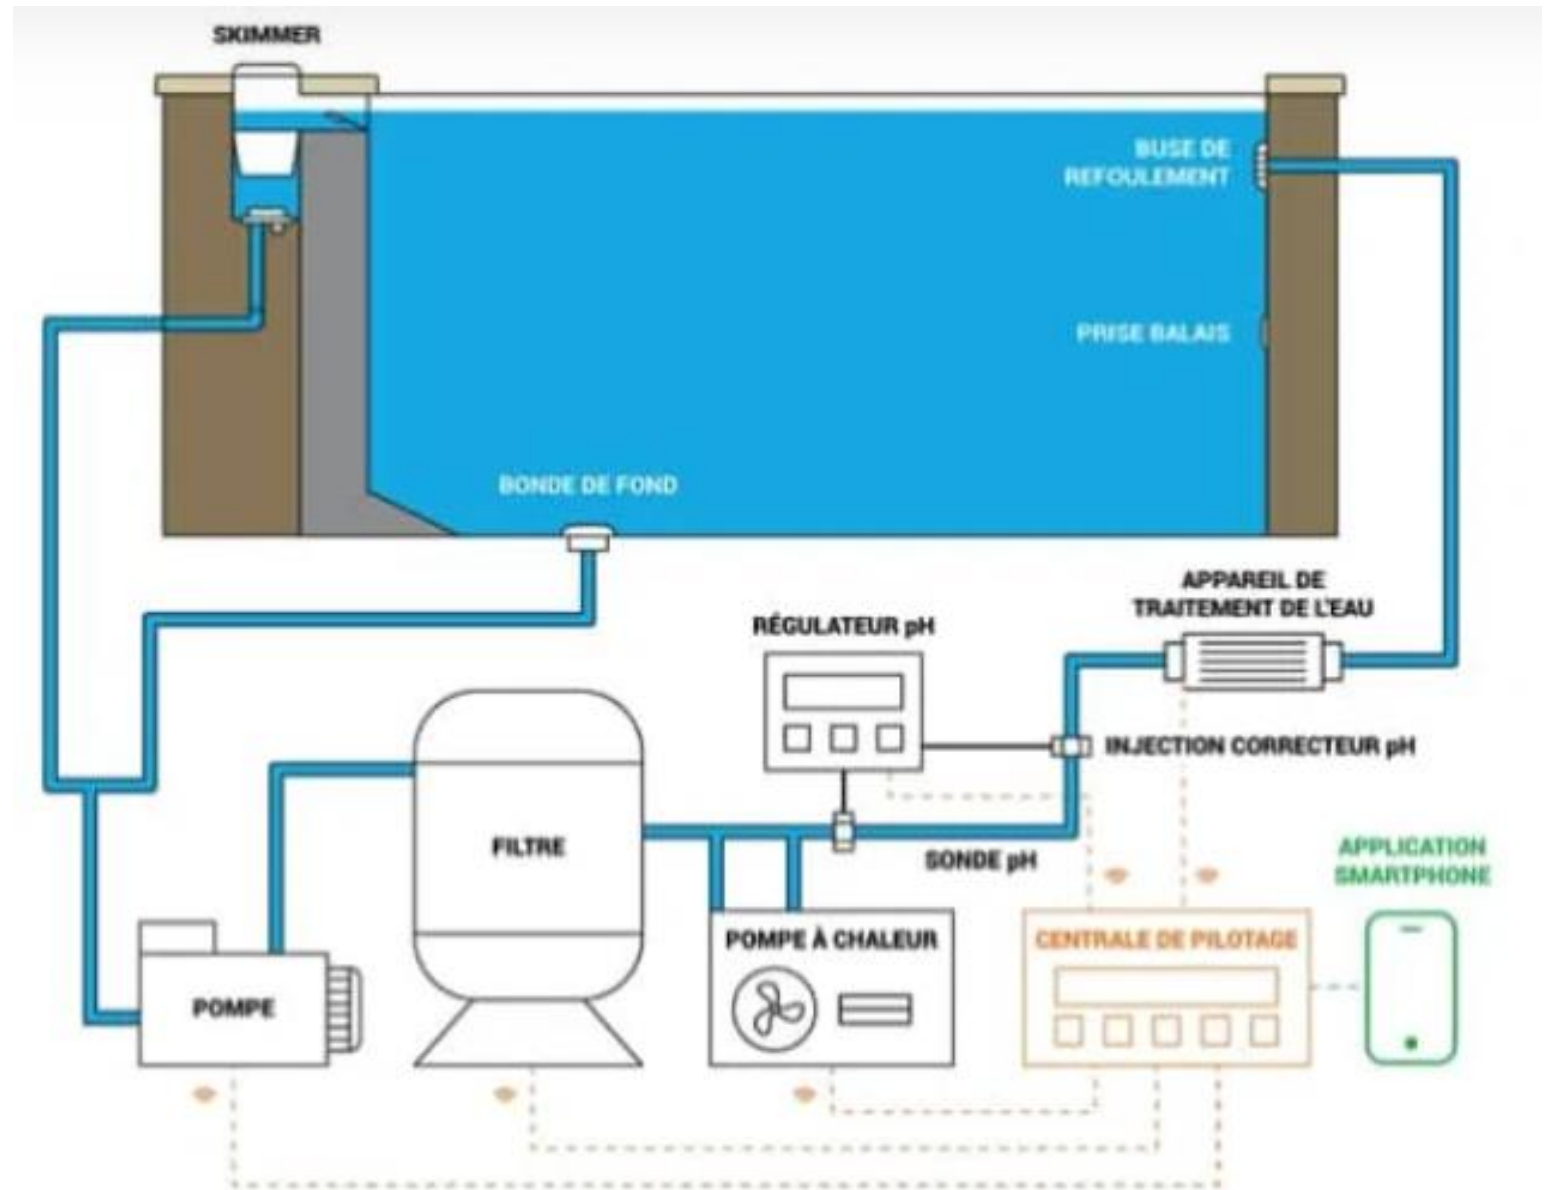 SKIMMER
BUSE DE
REFOULEMENT
PRISE BALAIS
BONDE DE FOND
APPAREIL DE
TRAITEMENT DE L'EAU
RÉGULATEUR pH
INJECTION CORRECTEUR pH
FILTRE
SONDE pH
APPLICATION
SMARTPHONE
POMPE À CHALEUR
CENTRALE DE PILOTAGE
POMPE